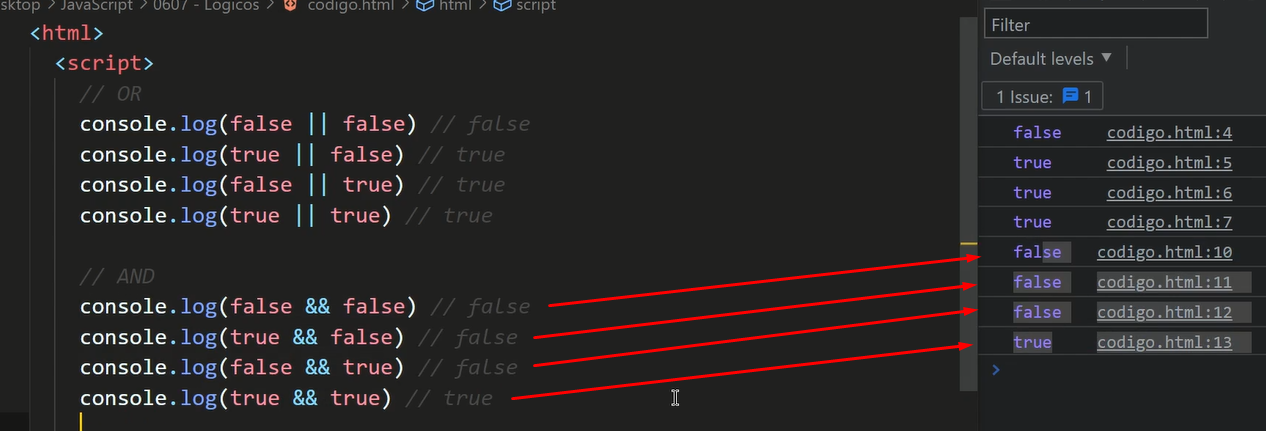 sktop > JavaScript > 0607 - Logicos > codigo.html > html > script
<html>
<script>
// OR
console.log(false || false) // false
console.log(true || false) // true
console.log(false || true) // true
console.log(true || true) // true
// AND
console.log(false && false) // false
console.log(true && false) // false
console.log(false && true) // false
console.log(true && true) // true
Filter
Default levels ▼
1 Issue: 1
false codigo.html:4
true codigo.html:5
true codigo.html:6
true codigo.html:7
false codigo.html:10
false codigo.html:11
false codigo.html:12
true codigo.html:13
>